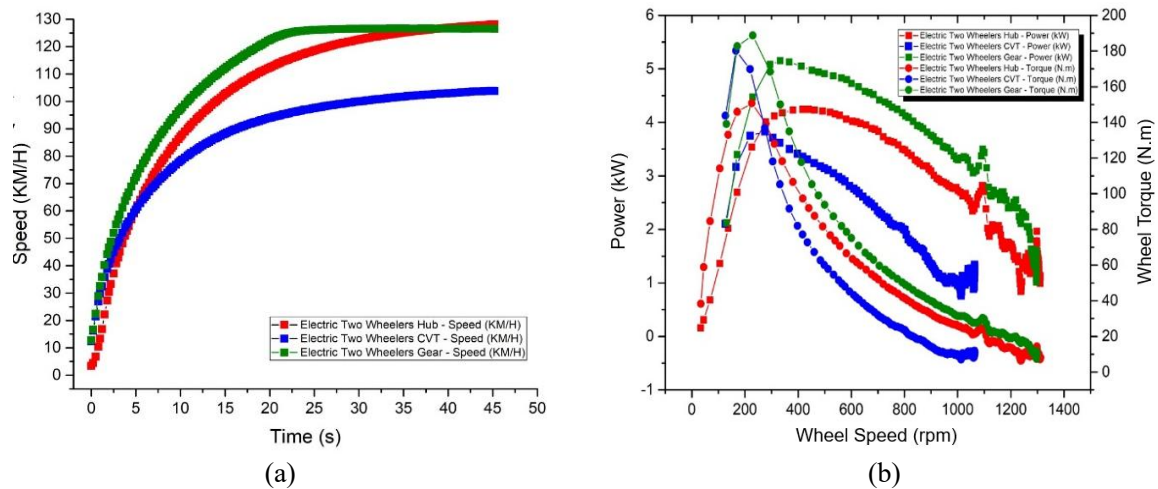 130
120
110
100
90
80
70
60
50
40
30
20
10
0
Speed (KM/H)
Electric Two Wheelers Hub - Speed (KM/H)
Electric Two Wheelers CVT - Speed (KM/H)
Electric Two Wheelers Gear - Speed (KM/H)
0 5 10 15 20 25 30 35 40 45 50
Time (s)
(a)
6
5
4
3
2
1
0
-1
Power (kW)
Electric Two Wheelers Hub - Power (kW)
Electric Two Wheelers CVT - Power (kW)
Electric Two Wheelers Gear - Power (kW)
Electric Two Wheelers Hub - Torque (N.m)
Electric Two Wheelers CVT - Torque (N.m)
Electric Two Wheelers Gear - Torque (N.m)
200
180
160
140
120
100
80
60
40
20
0
Wheel Torque (N.m)
0 200 400 600 800 1000 1200 1400
Wheel Speed (rpm)
(b)